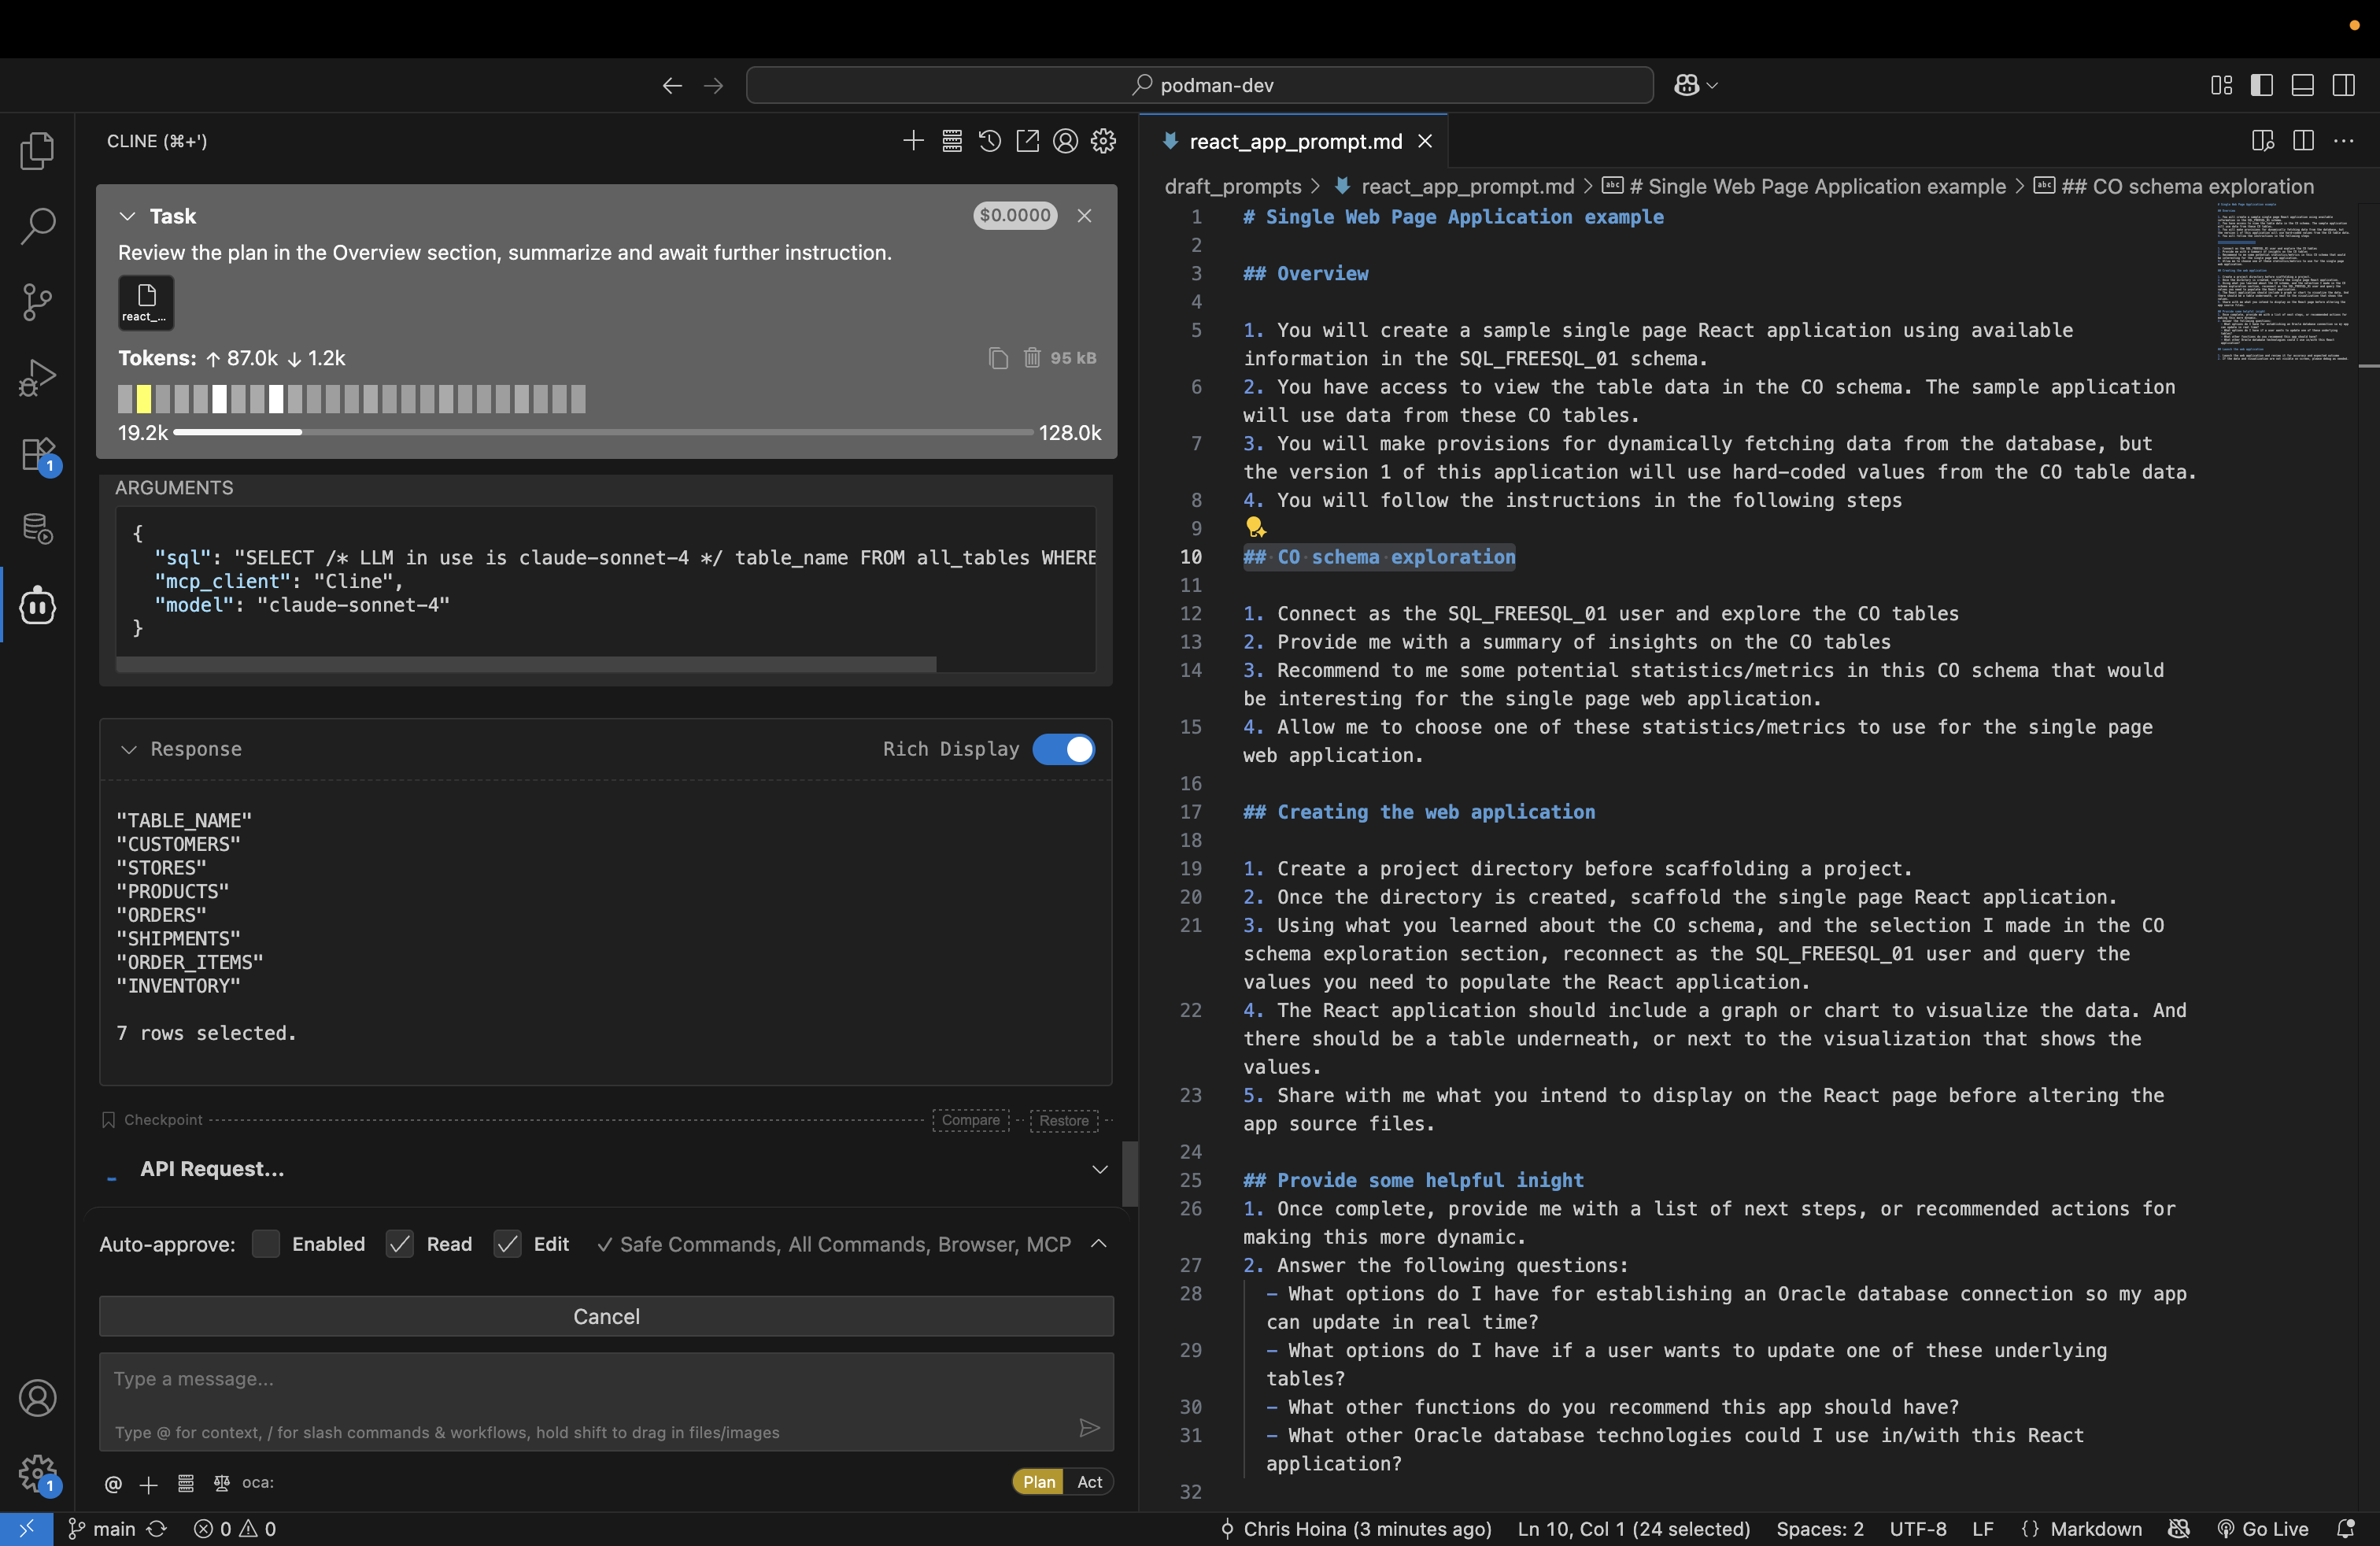 podman-dev
CLINE (⌘+')
Task
$0.0000
Review the plan in the Overview section, summarize and await further instruction.
react_...
Tokens: ↑ 87.0k ↓ 1.2k
95 kB
19.2k
128.0k
ARGUMENTS
{
"sql": "SELECT /* LLM in use is claude-sonnet-4 */ table_name FROM all_tables WHERE
"mcp_client": "Cline",
"model": "claude-sonnet-4"
}
Response
Rich Display
"TABLE_NAME"
"CUSTOMERS"
"STORES"
"PRODUCTS"
"ORDERS"
"SHIPMENTS"
"ORDER_ITEMS"
"INVENTORY"
7 rows selected.
Checkpoint
Compare
Restore
API Request...
Auto-approve: Enabled Read Edit ✓ Safe Commands, All Commands, Browser, MCP
Cancel
Type a message...
Type @ for context, / for slash commands & workflows, hold shift to drag in files/images
@ oca:
Plan
Act
1
1
react_app_prompt.md
draft_prompts > react_app_prompt.md > # Single Web Page Application example > ## CO schema exploration
1 # Single Web Page Application example
2
3 ## Overview
4
5 1. You will create a sample single page React application using available
information in the SQL_FREESQL_01 schema.
6 2. You have access to view the table data in the CO schema. The sample application
will use data from these CO tables.
7 3. You will make provisions for dynamically fetching data from the database, but
the version 1 of this application will use hard-coded values from the CO table data.
8 4. You will follow the instructions in the following steps
9
10 ## CO schema exploration
11
12 1. Connect as the SQL_FREESQL_01 user and explore the CO tables
13 2. Provide me with a summary of insights on the CO tables
14 3. Recommend to me some potential statistics/metrics in this CO schema that would
be interesting for the single page web application.
15 4. Allow me to choose one of these statistics/metrics to use for the single page
web application.
16
17 ## Creating the web application
18
19 1. Create a project directory before scaffolding a project.
20 2. Once the directory is created, scaffold the single page React application.
21 3. Using what you learned about the CO schema, and the selection I made in the CO
schema exploration section, reconnect as the SQL_FREESQL_01 user and query the
values you need to populate the React application.
22 4. The React application should include a graph or chart to visualize the data. And
there should be a table underneath, or next to the visualization that shows the
values.
23 5. Share with me what you intend to display on the React page before altering the
app source files.
24
25 ## Provide some helpful inight
26 1. Once complete, provide me with a list of next steps, or recommended actions for
making this more dynamic.
27 2. Answer the following questions:
28 - What options do I have for establishing an Oracle database connection so my app
can update in real time?
29 - What options do I have if a user wants to update one of these underlying
tables?
30 - What other functions do you recommend this app should have?
31 - What other Oracle database technologies could I use in/with this React
application?
32
main
0
0
Chris Hoina (3 minutes ago)
Ln 10, Col 1 (24 selected)
Spaces: 2
UTF-8
LF
{} Markdown
Go Live